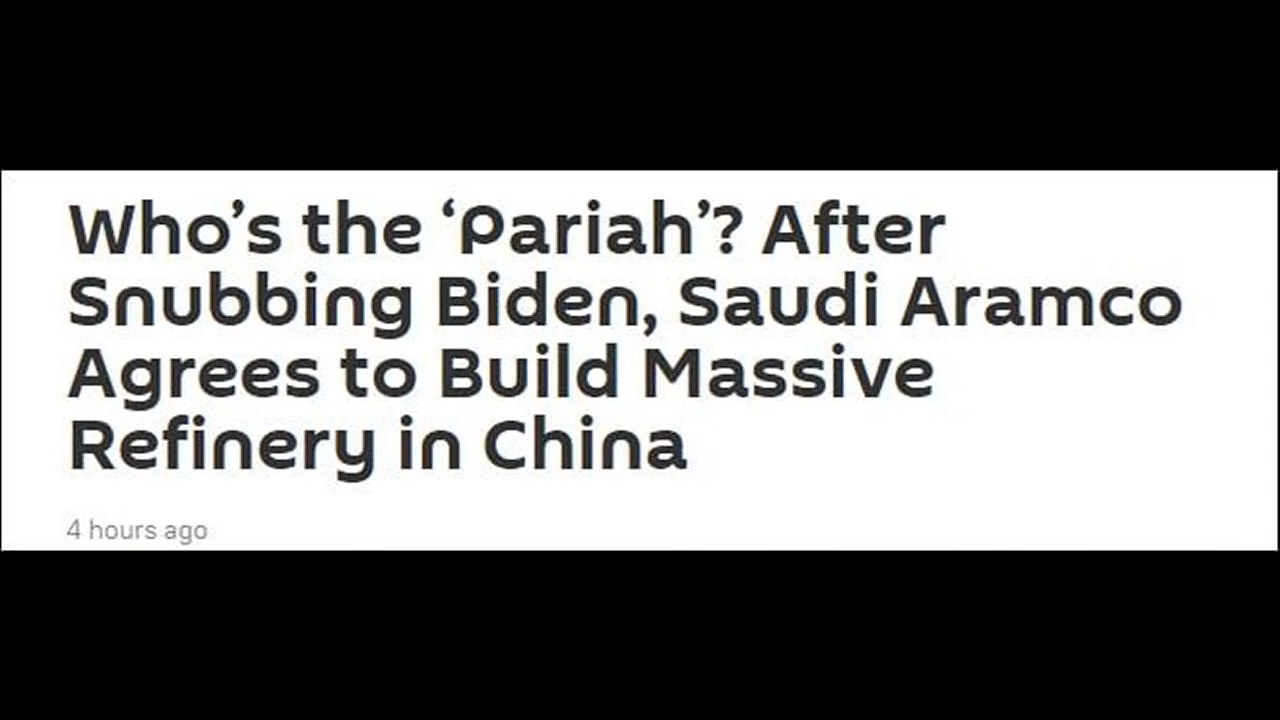 Who’s the ‘Pariah’? After
Snubbing Biden, Saudi Aramco
Agrees to Build Massive
Refinery in China
4 hours ago